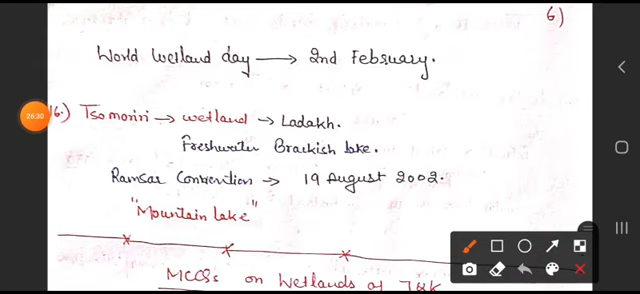 6)
World Wetland day → 2nd February.
26:30
16.) Tsomoriri → wetland → Ladakh.
Freshwater Brackish lake.
Ramsar Convention → 19 August 2002.
"Mountain lake"
MCQs on Wetlands of J&K